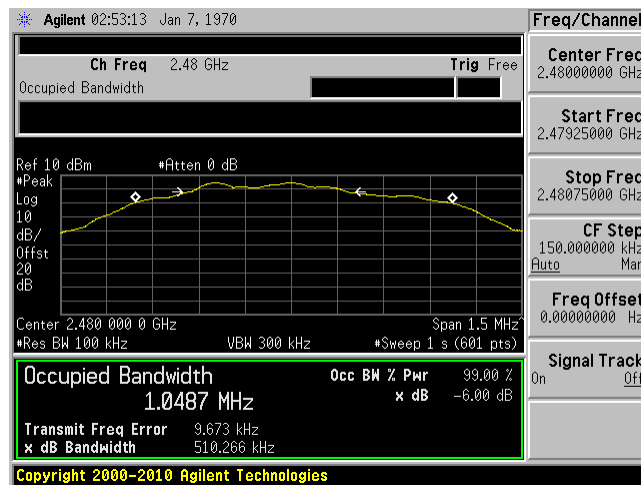 Agilent 02:53:13 Jan 7, 1970
Freq/Channel
Ch Freq 2.48 GHz Trig Free
Occupied Bandwidth
Center Freq
2.48000000 GHz
Start Freq
2.47925000 GHz
Stop Freq
2.48075000 GHz
CF Step
150.000000 kHz
Auto Man
Freq Offset
0.00000000 Hz
Signal Track
On Off
Ref 10 dBm #Atten 0 dB
#Peak
Log
10
dB/
Offst
20
dB
Center 2.480 000 0 GHz Span 1.5 MHz^
#Res BW 100 kHz VBW 300 kHz #Sweep 1 s (601 pts)
Occupied Bandwidth Occ BW % Pwr 99.00 %
1.0487 MHz x dB -6.00 dB
Transmit Freq Error 9.673 kHz
x dB Bandwidth 510.266 kHz
Copyright 2000-2010 Agilent Technologies